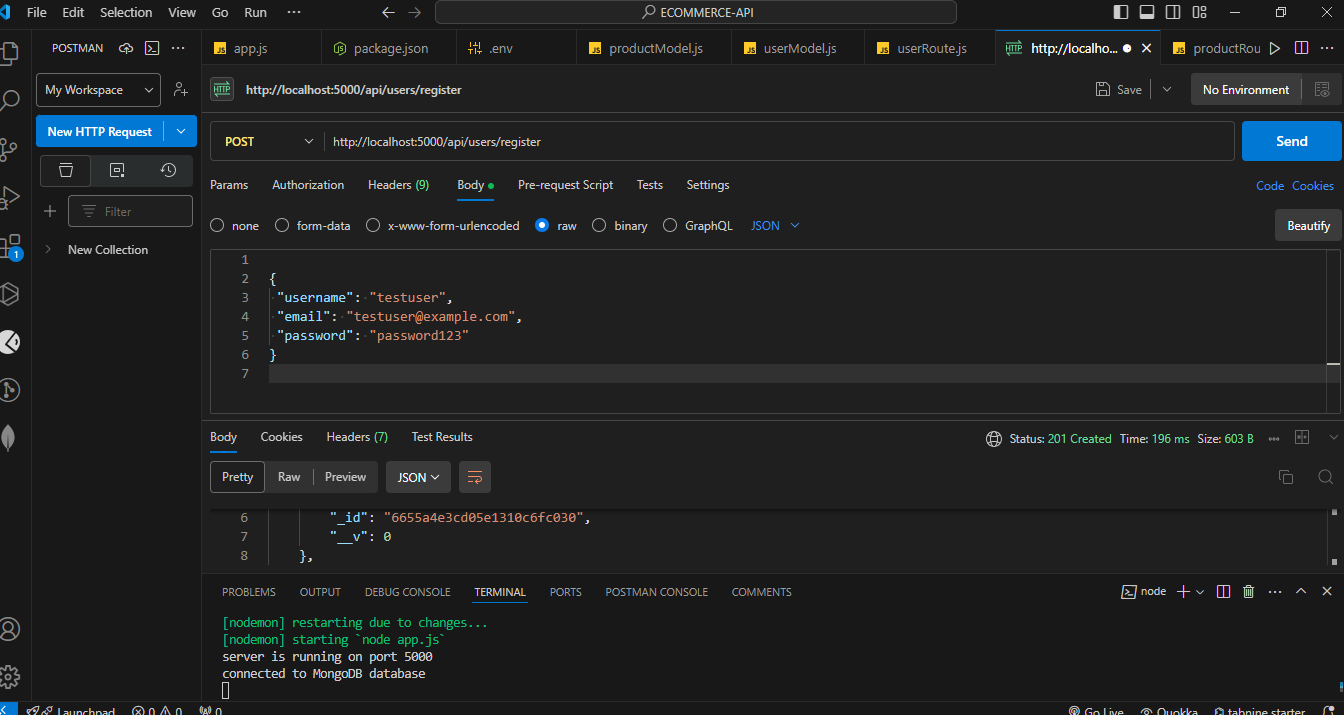 File Edit Selection View Go Run ··· ECOMMERCE-API
POSTMAN ··· app.js package.json .env productModel.js userModel.js userRoute.js http://localho... productRou ···
My Workspace http://localhost:5000/api/users/register Save No Environment
New HTTP Request POST http://localhost:5000/api/users/register Send
Params Authorization Headers (9) Body Pre-request Script Tests Settings Code Cookies
Filter
none form-data x-www-form-urlencoded raw binary GraphQL JSON Beautify
New Collection
1
1
2 {
3 "username": "testuser",
4 "email": "testuser@example.com",
5 "password": "password123"
6 }
7
Body Cookies Headers (7) Test Results Status: 201 Created Time: 196 ms Size: 603 B
Pretty Raw Preview JSON
6 "_id": "6655a4e3cd05e1310c6fc030",
7 "__v": 0
8 },
PROBLEMS OUTPUT DEBUG CONSOLE TERMINAL PORTS POSTMAN CONSOLE COMMENTS node ···
[nodemon] restarting due to changes...
[nodemon] starting `node app.js`
server is running on port 5000
connected to MongoDB database
Launchpad 0 0 0 Go Live Quokka tabnine starter